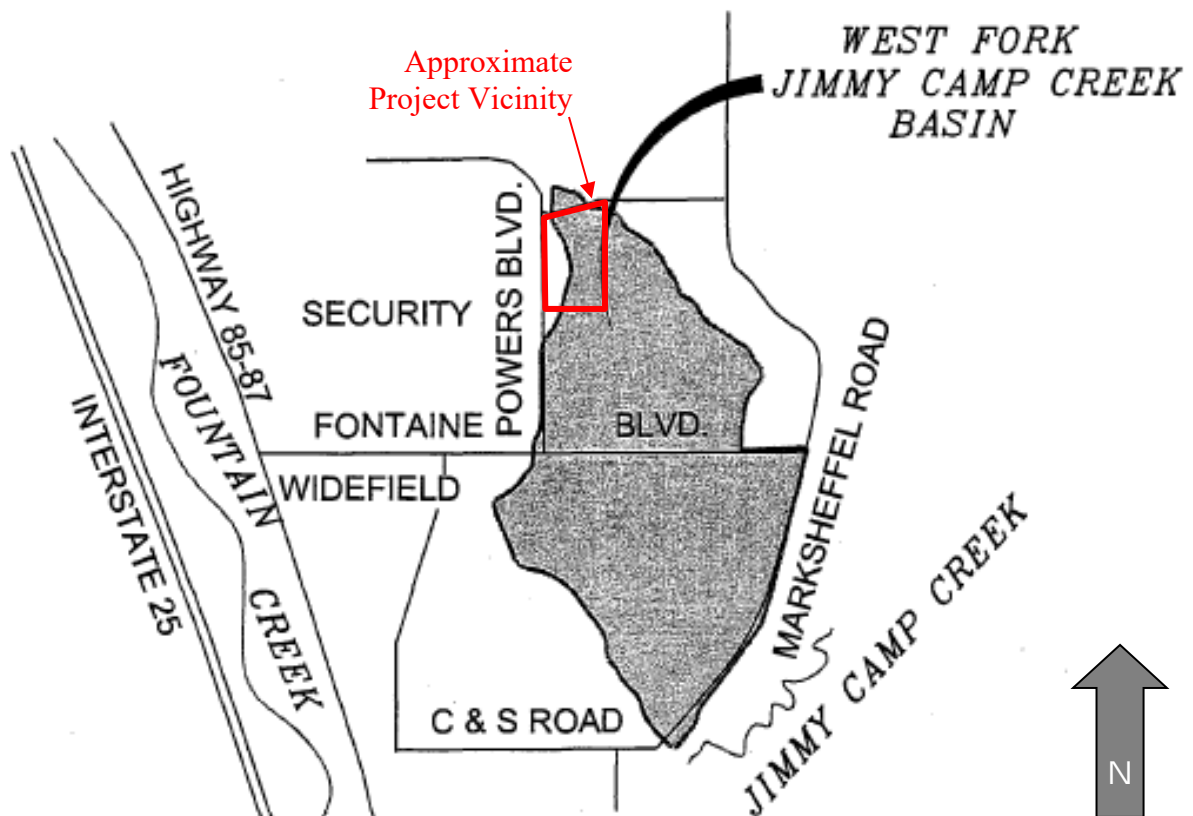 WEST FORK
JIMMY CAMP CREEK
BASIN
Approximate
Project Vicinity
HIGHWAY 85-87
POWERS BLVD.
SECURITY
FOUNTAIN
CREEK
INTERSTATE 25
FONTAINE
BLVD.
WIDEFIELD
MARKSHEFFEL ROAD
JIMMY CAMP CREEK
C & S ROAD
N